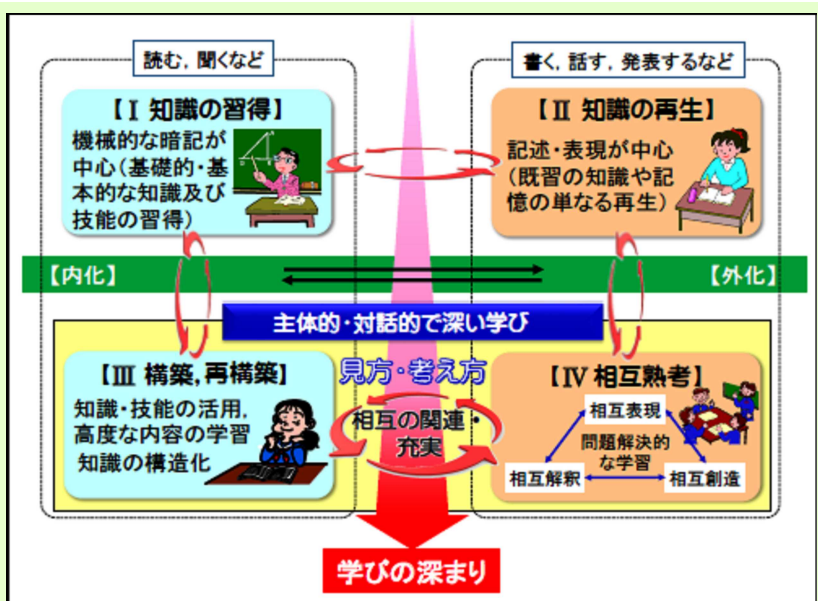 読む，聞くなど
書く，話す，発表するなど
【Ⅰ 知識の習得】
機械的な暗記が
中心(基礎的・基
本的な知識及び
技能の習得)
【Ⅱ 知識の再生】
記述・表現が中心
(既習の知識や記
憶の単なる再生)
【内化】
【外化】
主体的・対話的で深い学び
【Ⅲ 構築，再構築】
知識・技能の活用，
高度な内容の学習
知識の構造化
見方・考え方
相互の関連・
充実
【Ⅳ 相互熟考】
相互表現
問題解決的
な学習
相互解釈
相互創造
学びの深まり